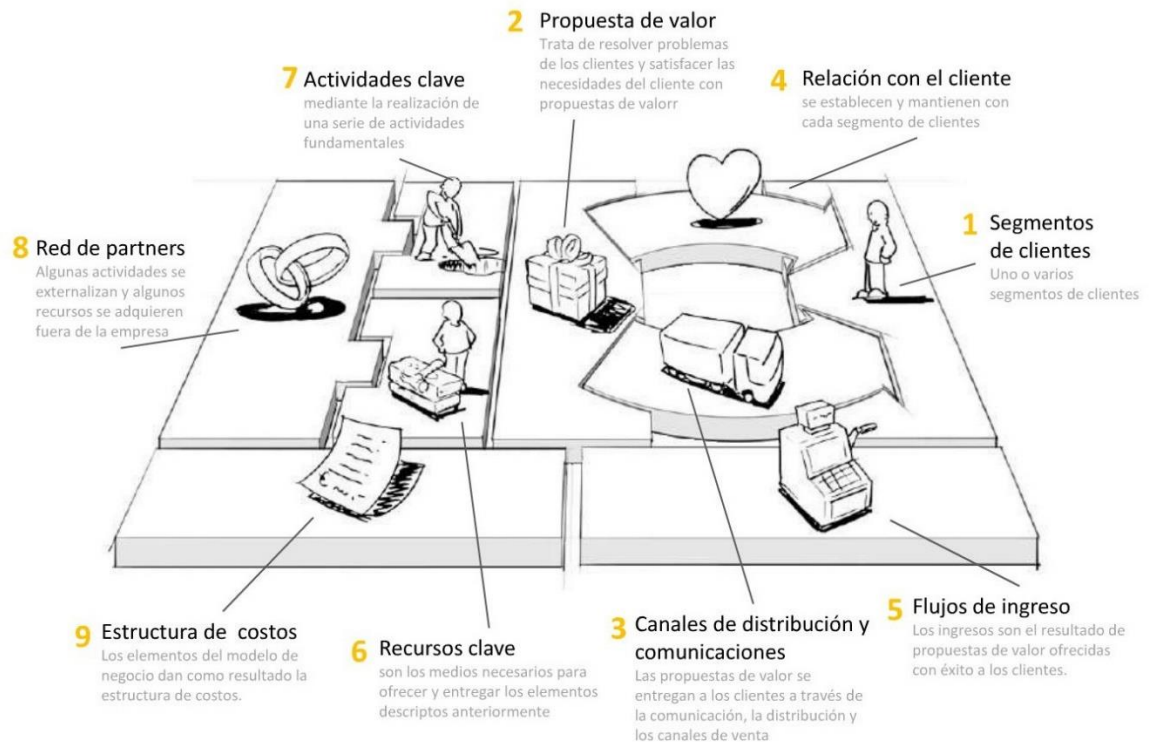 2 Propuesta de valor
Trata de resolver problemas
de los clientes y satisfacer las
necesidades del cliente con
propuestas de valorr
7 Actividades clave
mediante la realización de
una serie de actividades
fundamentales
4 Relación con el cliente
se establecen y mantienen con
cada segmento de clientes
1 Segmentos
de clientes
Uno o varios
segmentos de clientes
8 Red de partners
Algunas actividades se
externalizan y algunos
recursos se adquieren
fuera de la empresa
9 Estructura de costos
Los elementos del modelo de
negocio dan como resultado la
estructura de costos.
6 Recursos clave
son los medios necesarios para
ofrecer y entregar los elementos
descriptos anteriormente
3 Canales de distribución y
comunicaciones
Las propuestas de valor se
entregan a los clientes a través de
la comunicación, la distribución y
los canales de venta
5 Flujos de ingreso
Los ingresos son el resultado de
propuestas de valor ofrecidas
con éxito a los clientes.